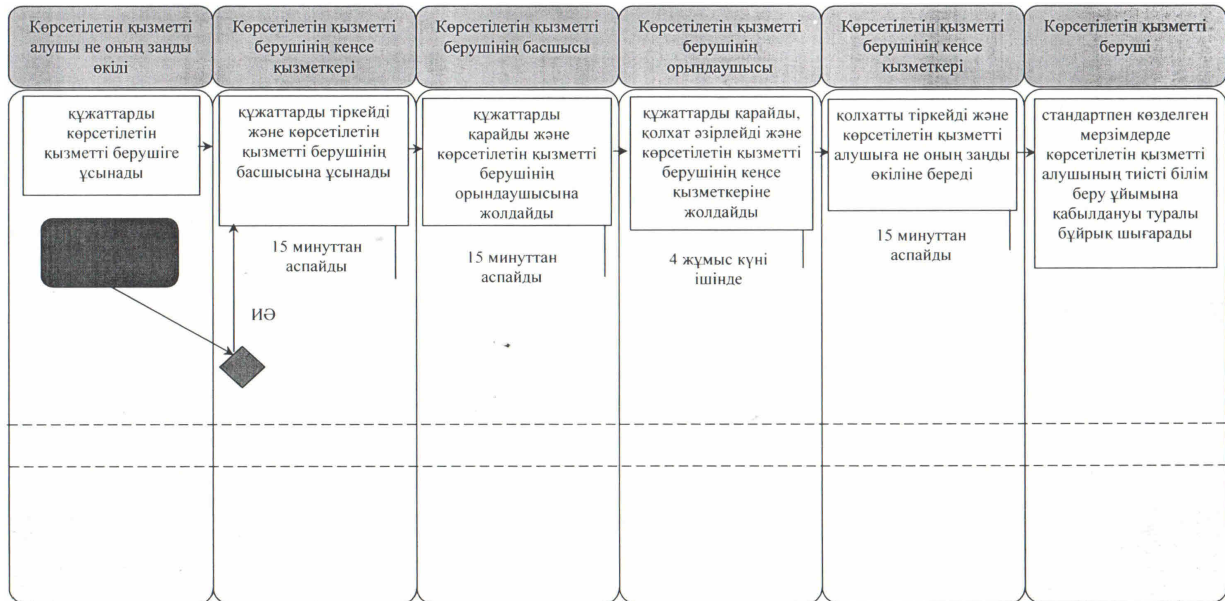 Көрсетілетін қызметті
алушы не оның заңды
өкілі
Көрсетілетін қызметті
берушінің кеңсе
қызметкері
Көрсетілетін қызметті
берушінің басшысы
Көрсетілетін қызметті
берушінің
орындаушысы
Көрсетілетін қызметті
берушінің кеңсе
қызметкері
Көрсетілетін қызметті
беруші
құжаттарды
көрсетілетін
қызметті берушіге
ұсынады
құжаттарды тіркейді
және көрсетілетін
қызметті берушінің
басшысына ұсынады
құжаттарды
қарайды және
көрсетілетін қызметті
берушінің
орындаушысына
жолдайды
құжаттарды қарайды,
колхат әзірлейді және
көрсетілетін қызметті
берушінің кеңсе
қызметкеріне
жолдайды
қолхатты тіркейді және
көрсетілетін қызметті
алушыға не оның заңды
өкіліне береді
стандартпен көзделген
мерзімдерде
көрсетілетін қызметті
алушының тиісті білім
беру ұйымына
қабылдануы туралы
бұйрық шығарады
15 минуттан
аспайды
15 минуттан
аспайды
4 жұмыс күні
ішінде
15 минуттан
аспайды
ИӘ